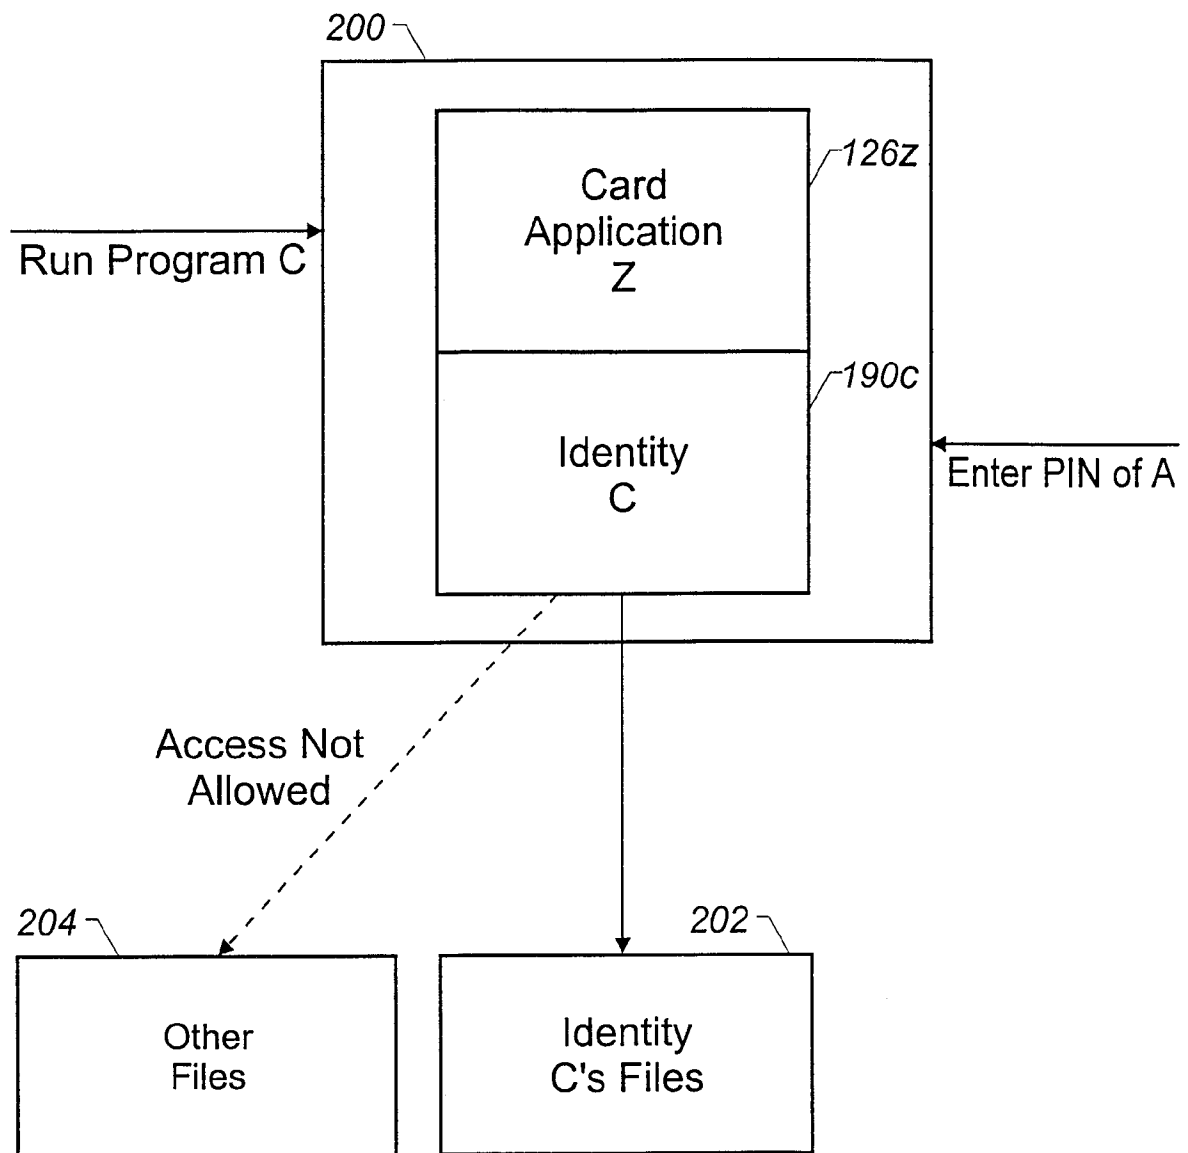 200
126z
Card
Application
Z
Run Program C
190c
Identity
C
Enter PIN of A
Access Not
Allowed
204
202
Other
Files
Identity
C's Files